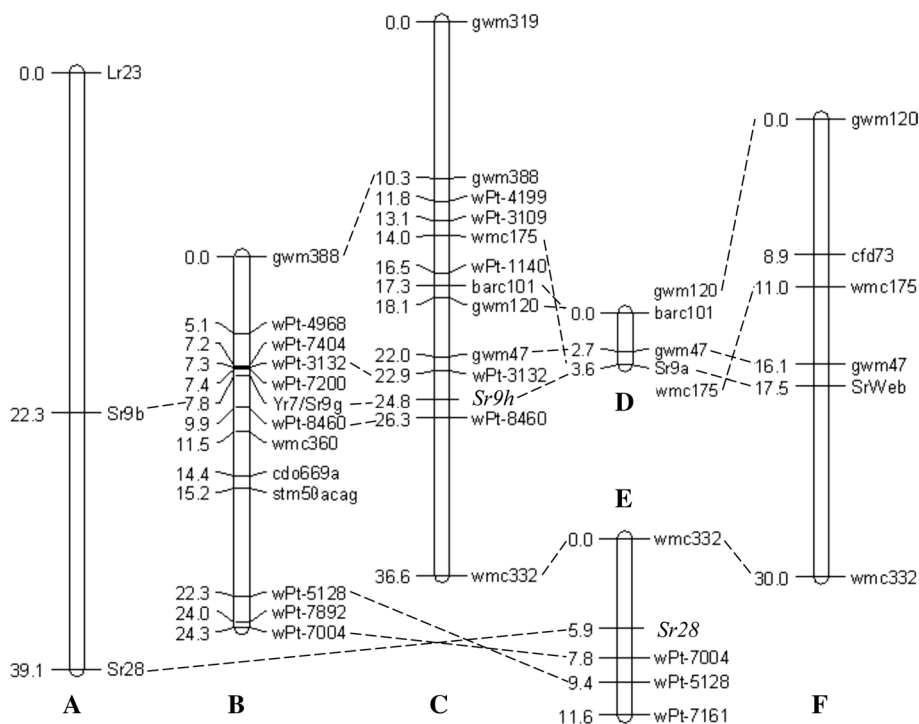 0.0 Lr23
22.3 Sr9b
39.1 Sr28
A
0.0 gwm388
5.1 wPt-4968
7.2 wPt-7404
7.3 wPt-3132
7.4 wPt-7200
7.8 Yr7/Sr9g
9.9 wPt-8460
11.5 wmc360
14.4 cdo669a
15.2 stm50acag
22.3 wPt-5128
24.0 wPt-7892
24.3 wPt-7004
B
0.0 gwm319
10.3 gwm388
11.8 wPt-4199
13.1 wPt-3109
14.0 wmc175
16.5 wPt-1140
17.3 barc101
18.1 gwm120
22.0 gwm47
22.9 wPt-3132
24.8 Sr9h
26.3 wPt-8460
36.6 wmc332
C
gwm120
0.0 barc101
2.7 gwm47
3.6 Sr9a
wmc175
D
E
0.0 wmc332
5.9 Sr28
7.8 wPt-7004
9.4 wPt-5128
11.6 wPt-7161
0.0 gwm120
8.9 cfd73
11.0 wmc175
16.1 gwm47
17.5 SrWeb
30.0 wmc332
F